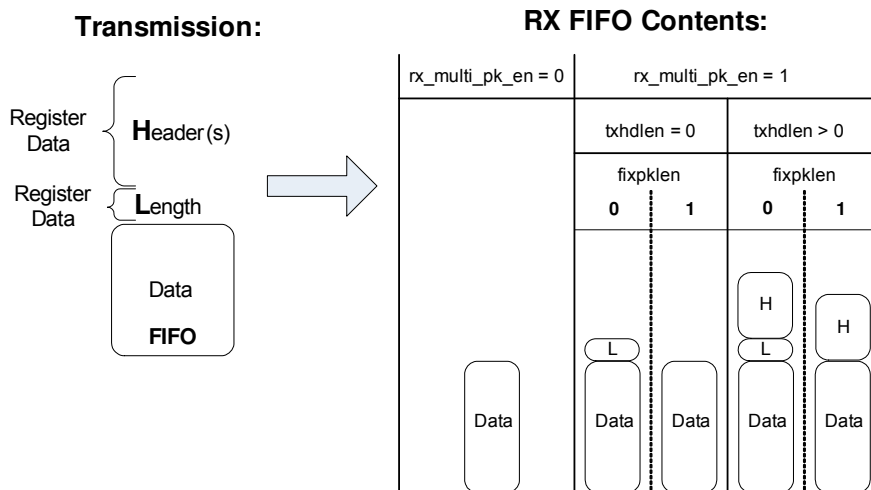 Transmission:
RX FIFO Contents:
rx_multi_pk_en = 0
rx_multi_pk_en = 1
Register
Data
Header(s)
txhdlen = 0
txhdlen > 0
Register
Data
Length
fixpklen
fixpklen
0
1
0
1
Data
FIFO
H
H
L
L
Data
Data
Data
Data
Data